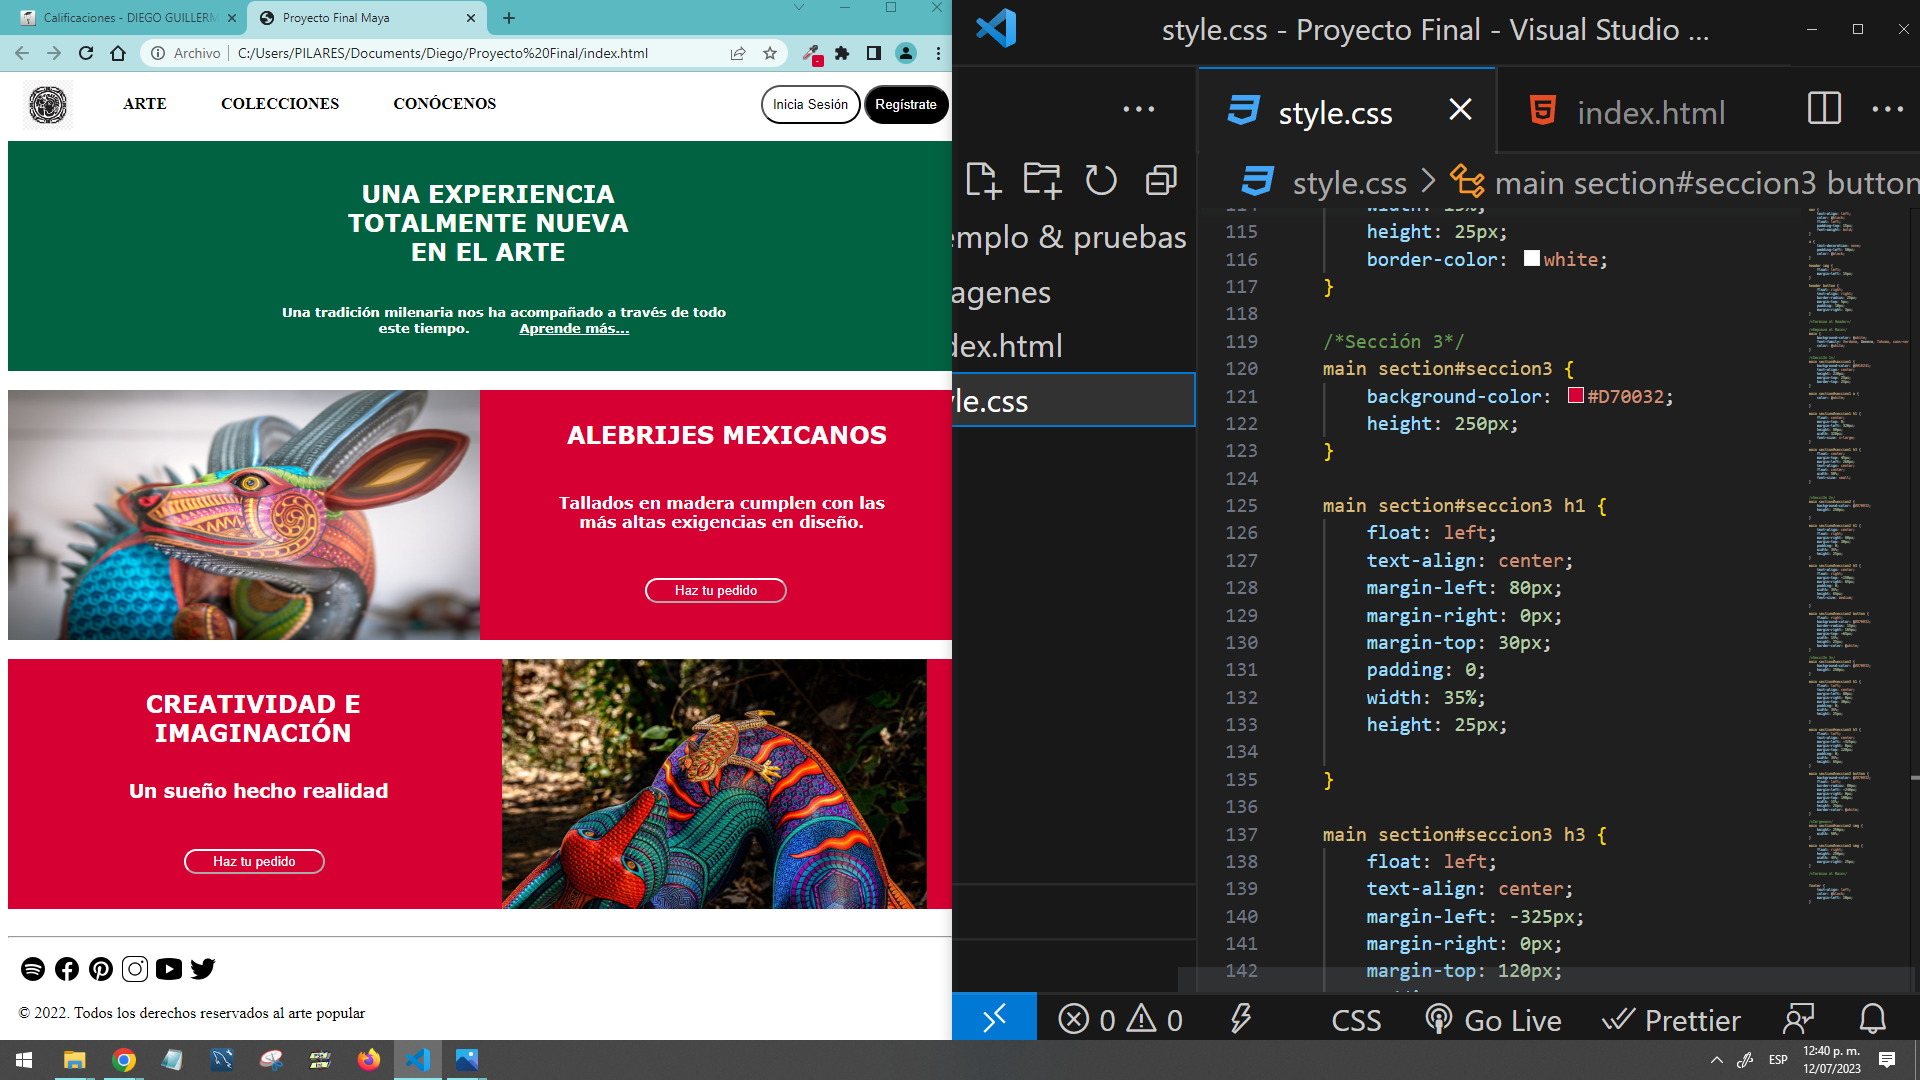 Calificaciones - DIEGO GUILLERM
Proyecto Final Maya
Archivo
C:/Users/PILARES/Documents/Diego/Proyecto%20Final/index.html
ARTE
COLECCIONES
CONÓCENOS
Inicia Sesión
Regístrate
UNA EXPERIENCIA
TOTALMENTE NUEVA
EN EL ARTE
Una tradición milenaria nos ha acompañado a través de todo
este tiempo. Aprende más...
ALEBRIJES MEXICANOS
Tallados en madera cumplen con las
más altas exigencias en diseño.
Haz tu pedido
CREATIVIDAD E
IMAGINACIÓN
Un sueño hecho realidad
Haz tu pedido
© 2022. Todos los derechos reservados al arte popular
style.css - Proyecto Final - Visual Studio ...
style.css
index.html
style.css > main section#seccion3 button
emplo & pruebas
agenes
dex.html
yle.css
115 height: 25px;
116 border-color: white;
117 }
118
119 /*Sección 3*/
120 main section#seccion3 {
121 background-color: #D70032;
122 height: 250px;
123 }
124
125 main section#seccion3 h1 {
126 float: left;
127 text-align: center;
128 margin-left: 80px;
129 margin-right: 0px;
130 margin-top: 30px;
131 padding: 0;
132 width: 35%;
133 height: 25px;
134
135 }
136
137 main section#seccion3 h3 {
138 float: left;
139 text-align: center;
140 margin-left: -325px;
141 margin-right: 0px;
142 margin-top: 120px;
0
0
CSS
Go Live
Prettier
ESP
12:40 p. m.
12/07/2023